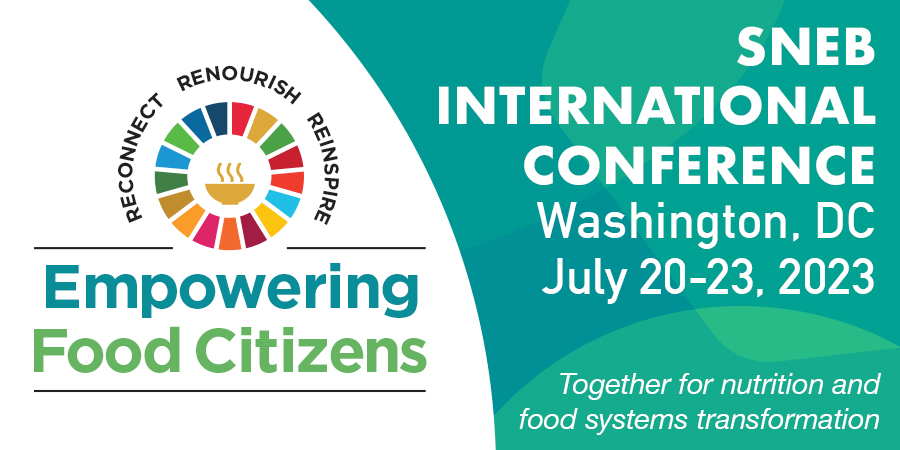 RECONNECT RENOURISH REINSPIRE
Empowering
Food Citizens
SNEB
INTERNATIONAL
CONFERENCE
Washington, DC
July 20-23, 2023
Together for nutrition and
food systems transformation